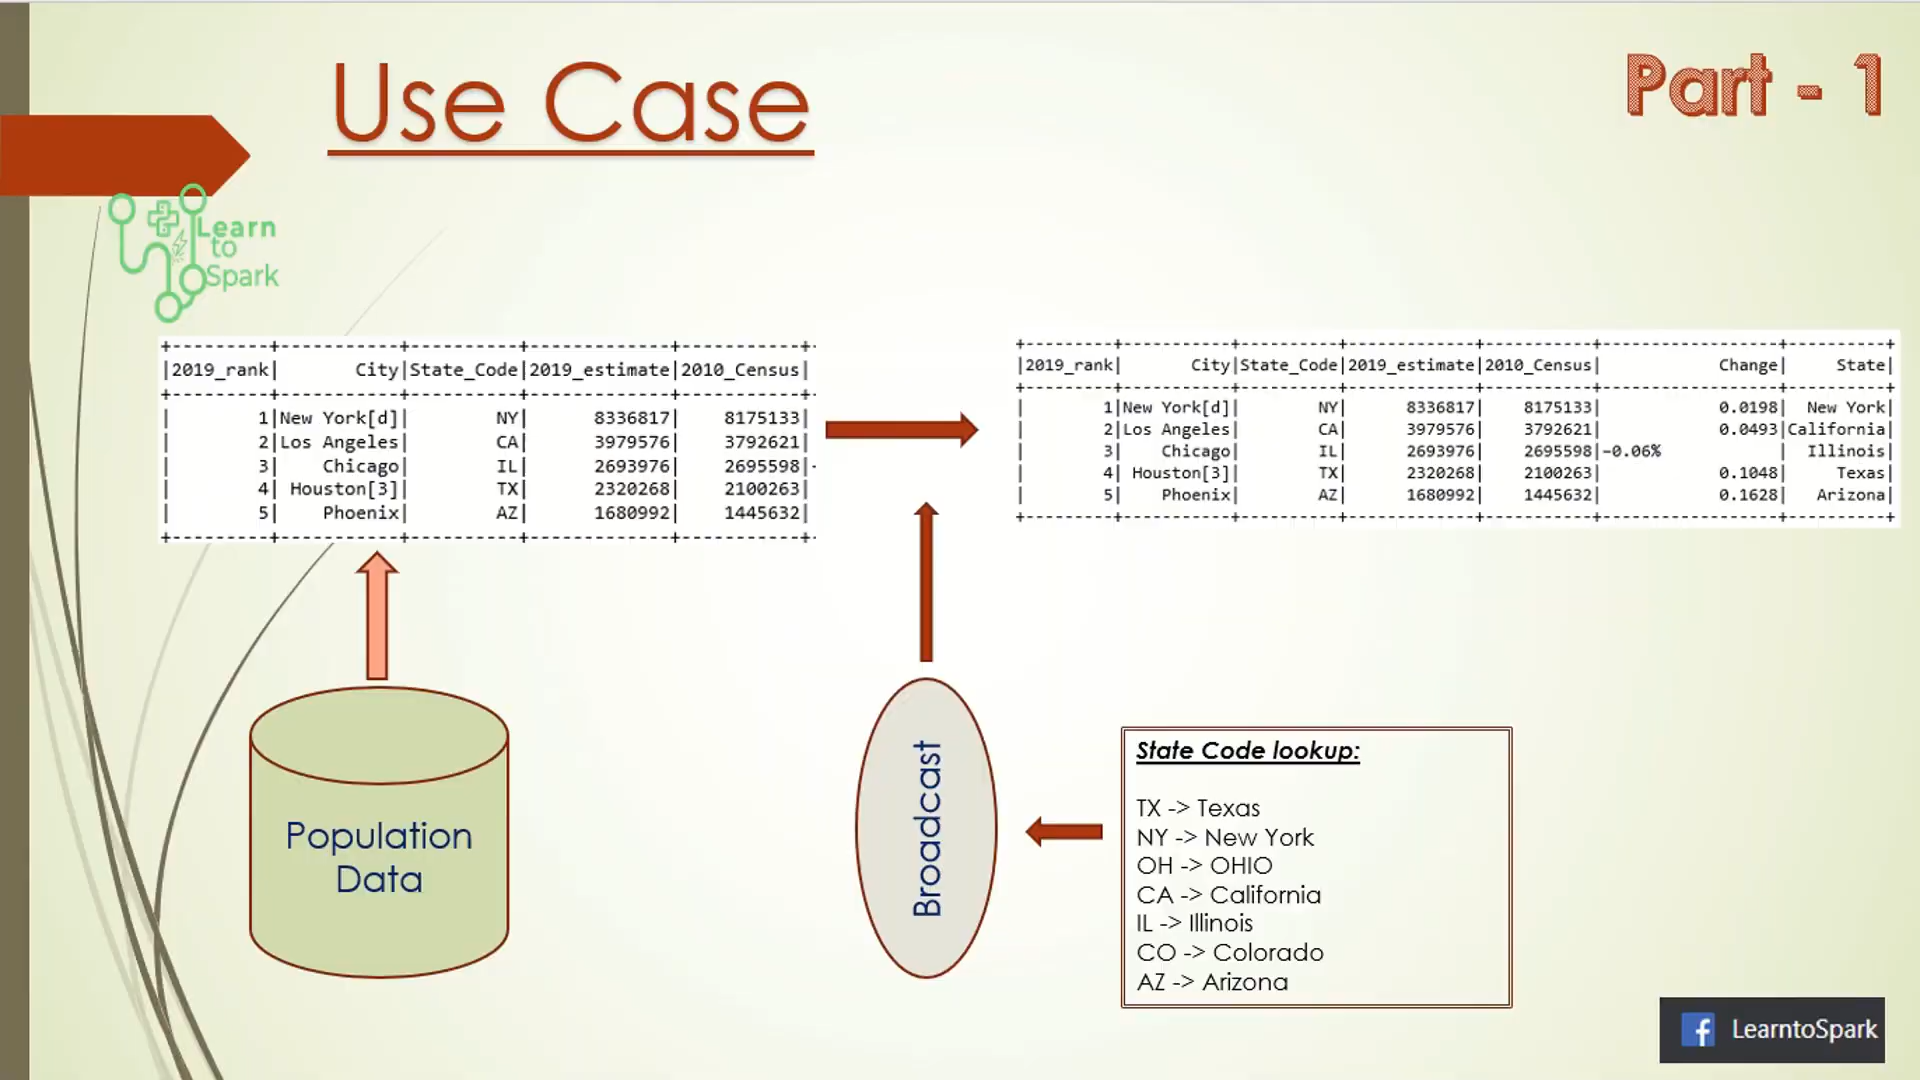 Use Case
Part - 1
Learn
to
Spark
+---------+------------+----------+-------------+-----------+
|2019_rank|        City|State_Code|2019_estimate|2010_Census|
+---------+------------+----------+-------------+-----------+
|        1|New York[d]|        NY|      8336817|    8175133|
|        2|Los Angeles|        CA|      3979576|    3792621|
|        3|    Chicago|        IL|      2693976|    2695598|-
|        4| Houston[3]|        TX|      2320268|    2100263|
|        5|    Phoenix|        AZ|      1680992|    1445632|
+---------+------------+----------+-------------+-----------+
+---------+-----------+----------+-------------+-----------+----------------+----------+
|2019_rank|       City|State_Code|2019_estimate|2010_Census|          Change|     State|
+---------+-----------+----------+-------------+-----------+----------------+----------+
|        1|New York[d]|        NY|      8336817|    8175133|          0.0198|  New York|
|        2|Los Angeles|        CA|      3979576|    3792621|          0.0493|California|
|        3|    Chicago|        IL|      2693976|    2695598|−0.06%          |  Illinois|
|        4| Houston[3]|        TX|      2320268|    2100263|          0.1048|     Texas|
|        5|    Phoenix|        AZ|      1680992|    1445632|          0.1628|   Arizona|
+---------+-----------+----------+-------------+-----------+----------------+----------+
Population
Data
Broadcast
State Code lookup:
TX -> Texas
NY -> New York
OH -> OHIO
CA -> California
IL -> Illinois
CO -> Colorado
AZ -> Arizona
LearntoSpark